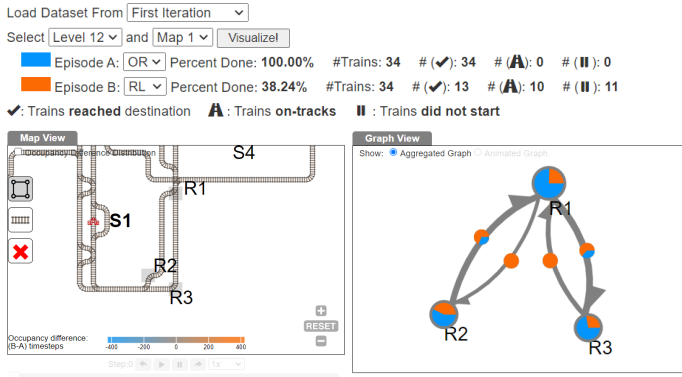 Load Dataset From First Iteration
Select Level 12 and Map 1 Visualize!
Episode A: OR Percent Done: 100.00% #Trains: 34 # (✔): 34 # ( ): 0 # ( ): 0
Episode B: RL Percent Done: 38.24% #Trains: 34 # (✔): 13 # ( ): 10 # ( ): 11
✔: Trains reached destination : Trains on-tracks : Trains did not start
Map View
Occupancy Difference Distribution
S4
R1
S1
R2
R3
RESET
Occupancy difference:
(B-A) timesteps
-400 -200 0 200 400
Step:0 1x
Graph View
Show: Aggregated Graph Animated Graph
R1
R2
R3